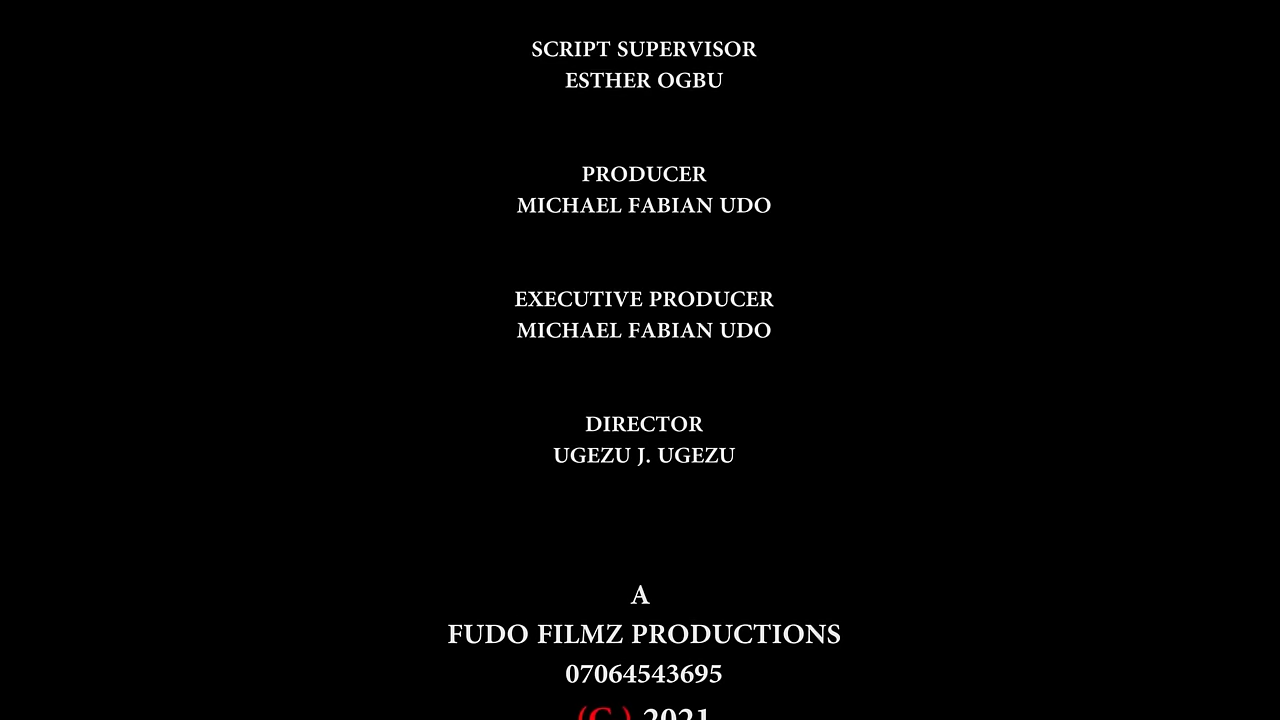 SCRIPT SUPERVISOR
ESTHER OGBU
PRODUCER
MICHAEL FABIAN UDO
EXECUTIVE PRODUCER
MICHAEL FABIAN UDO
DIRECTOR
UGEZU J. UGEZU
A
FUDO FILMZ PRODUCTIONS
07064543695
(C) 2021